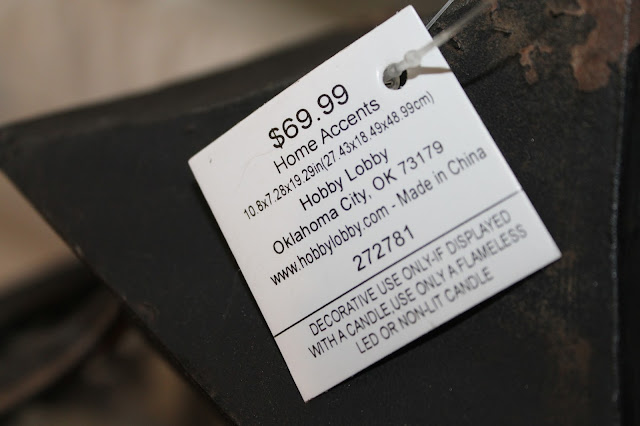 $69.99
Home Accents
10.8x7.28x19.29in(27.43x18.49x48.99cm)
Hobby Lobby
Oklahoma City, OK 73179
www.hobbylobby.com - Made in China
272781
DECORATIVE USE ONLY-IF DISPLAYED
WITH A CANDLE,USE ONLY A FLAMELESS
LED OR NON-LIT CANDLE